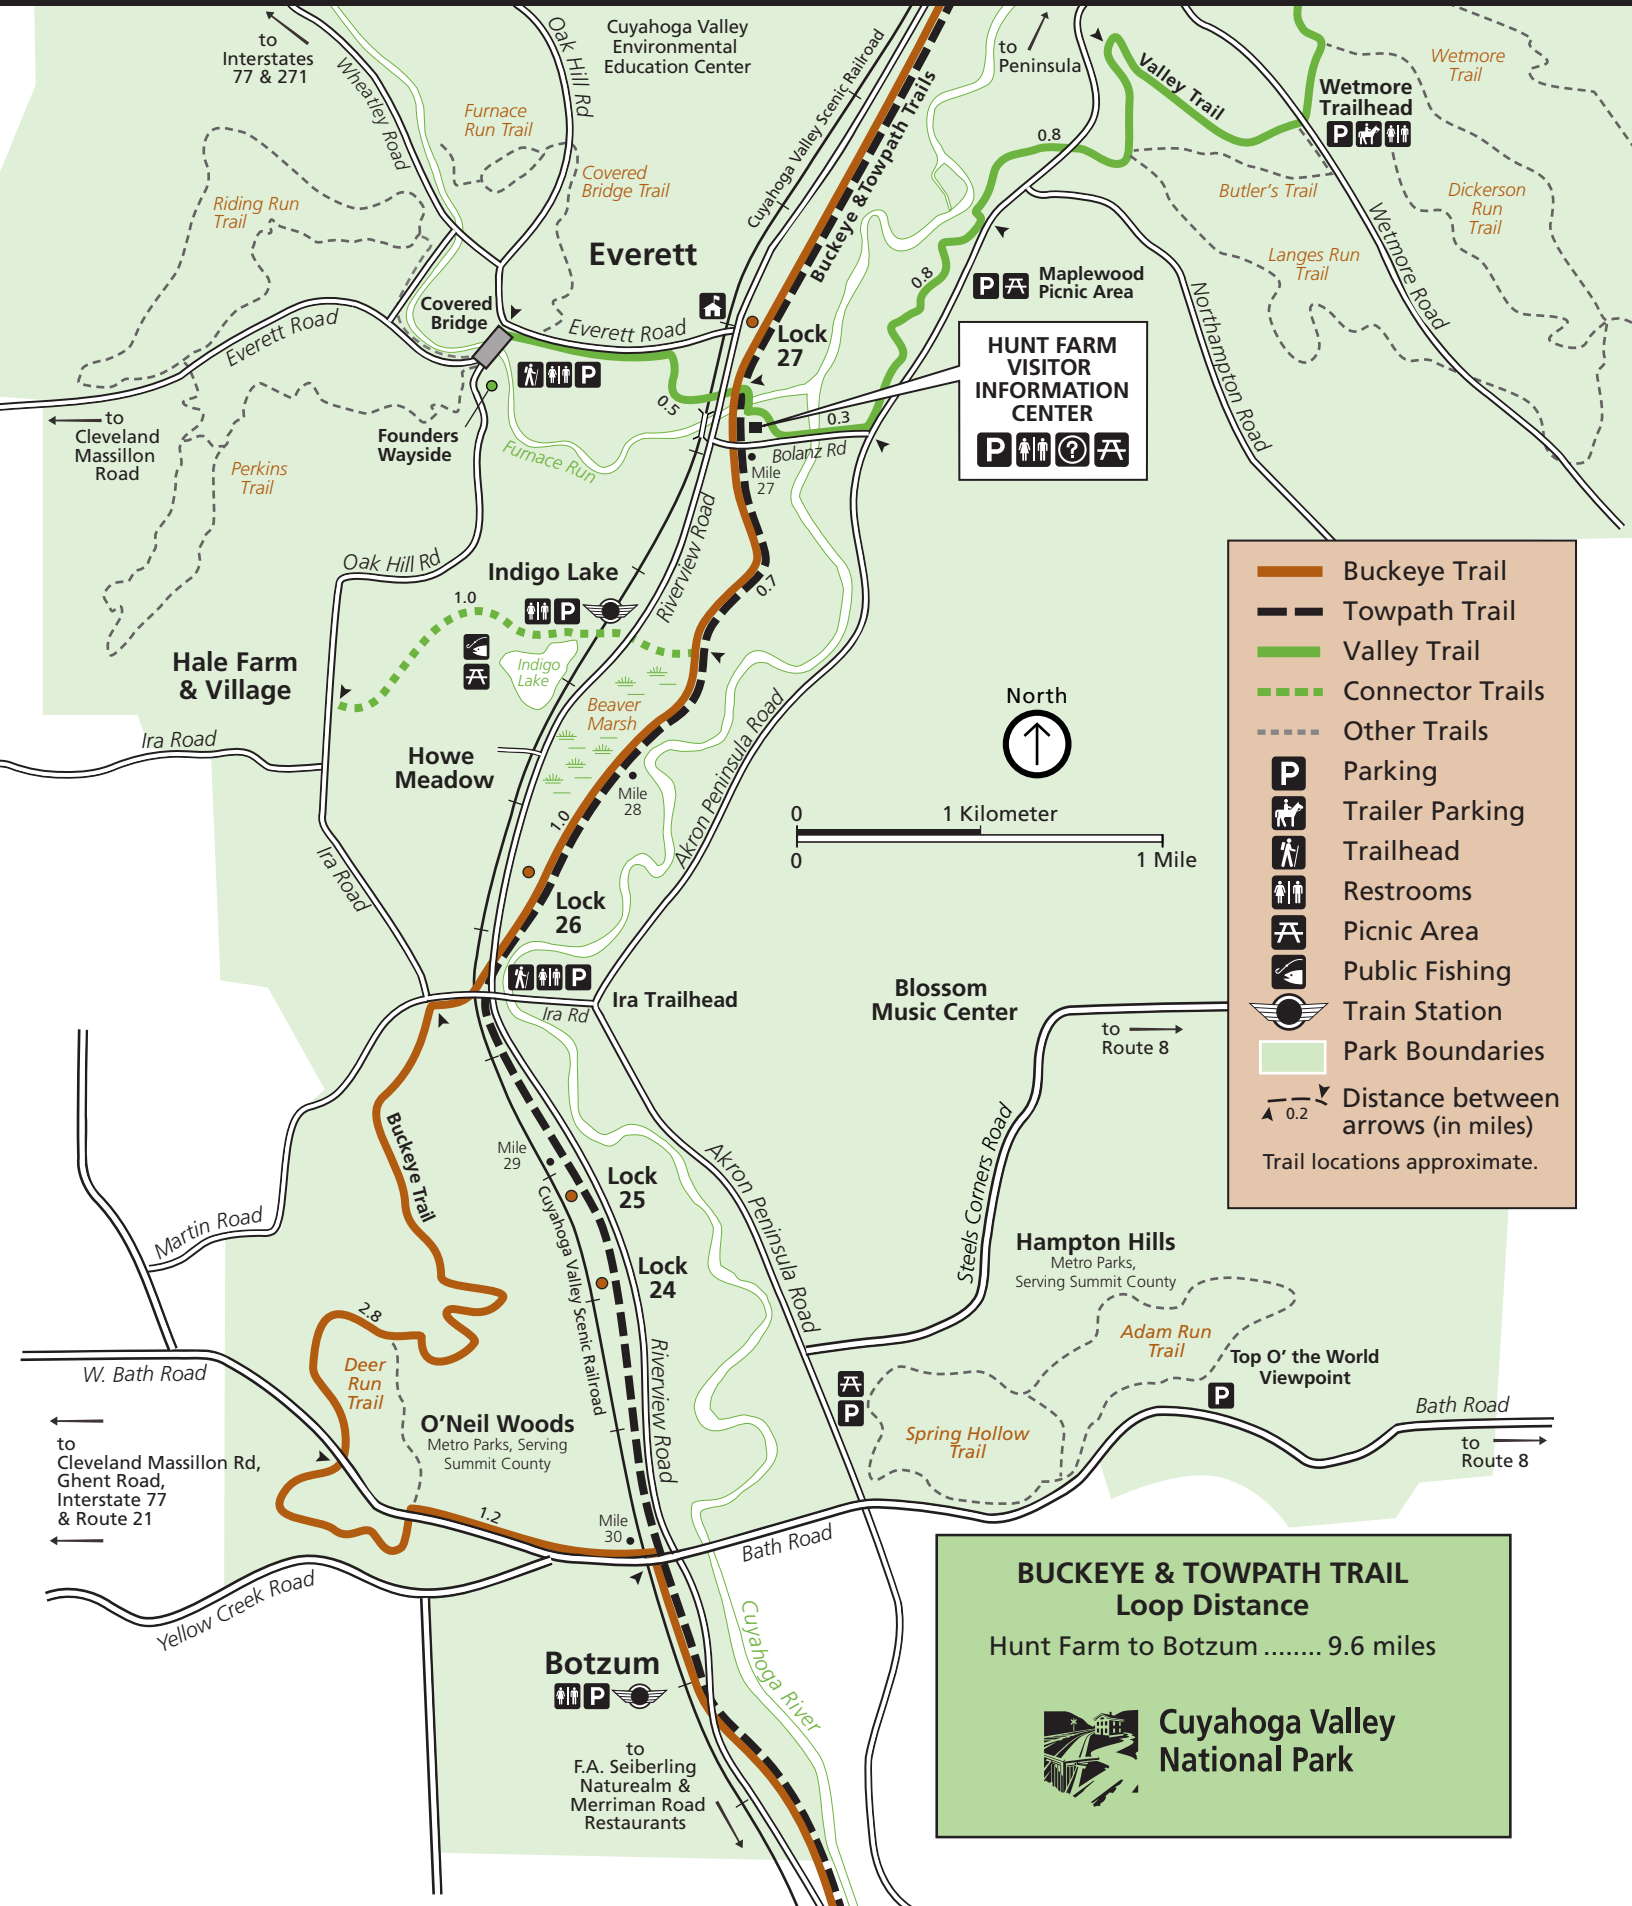 to
Interstates
77 & 271
Wheatley Road
Oak Hill Rd
Cuyahoga Valley
Environmental
Education Center
Cuyahoga Valley Scenic Railroad
Buckeye & Towpath Trails
to
Peninsula
Valley Trail
Wetmore
Trail
Wetmore
Trailhead
P
Furnace
Run Trail
Covered
Bridge Trail
Riding Run
Trail
0.8
Butler's Trail
Dickerson
Run
Trail
Langes Run
Trail
Wetmore Road
Northampton Road
Everett
0.8
P
Maplewood
Picnic Area
Covered
Bridge
Everett Road
Everett Road
Lock
27
HUNT FARM
VISITOR
INFORMATION
CENTER
P ?
P
0.5
0.3
to
Cleveland
Massillon
Road
Founders
Wayside
Furnace Run
Bolanz Rd
Mile
27
Perkins
Trail
Riverview Road
Oak Hill Rd
Indigo Lake
P
0.7
1.0
Hale Farm
& Village
Indigo
Lake
Beaver
Marsh
Akron Peninsula Road
North
Ira Road
Howe
Meadow
Mile
28
1.0
0
1 Kilometer
0
1 Mile
Ira Road
Lock
26
P
Ira Trailhead
Ira Rd
Blossom
Music Center
to
Route 8
Buckeye Trail
Towpath Trail
Valley Trail
Connector Trails
Other Trails
P Parking
Trailer Parking
Trailhead
Restrooms
Picnic Area
Public Fishing
Train Station
Park Boundaries
0.2
Distance between
arrows (in miles)
Trail locations approximate.
Buckeye Trail
Mile
29
Lock
25
Cuyahoga Valley Scenic Railroad
Akron Peninsula Road
Steels Corners Road
Martin Road
Lock
24
Hampton Hills
Metro Parks,
Serving Summit County
2.8
Riverview Road
Adam Run
Trail
Top O' the World
Viewpoint
P
W. Bath Road
Deer
Run
Trail
O'Neil Woods
Metro Parks, Serving
Summit County
P
Spring Hollow
Trail
Bath Road
to
Route 8
to
Cleveland Massillon Rd,
Ghent Road,
Interstate 77
& Route 21
1.2
Mile
30
Bath Road
Yellow Creek Road
Cuyahoga River
Botzum
P
to
F.A. Seiberling
Naturealm &
Merriman Road
Restaurants
BUCKEYE & TOWPATH TRAIL
Loop Distance
Hunt Farm to Botzum ........ 9.6 miles
Cuyahoga Valley
National Park